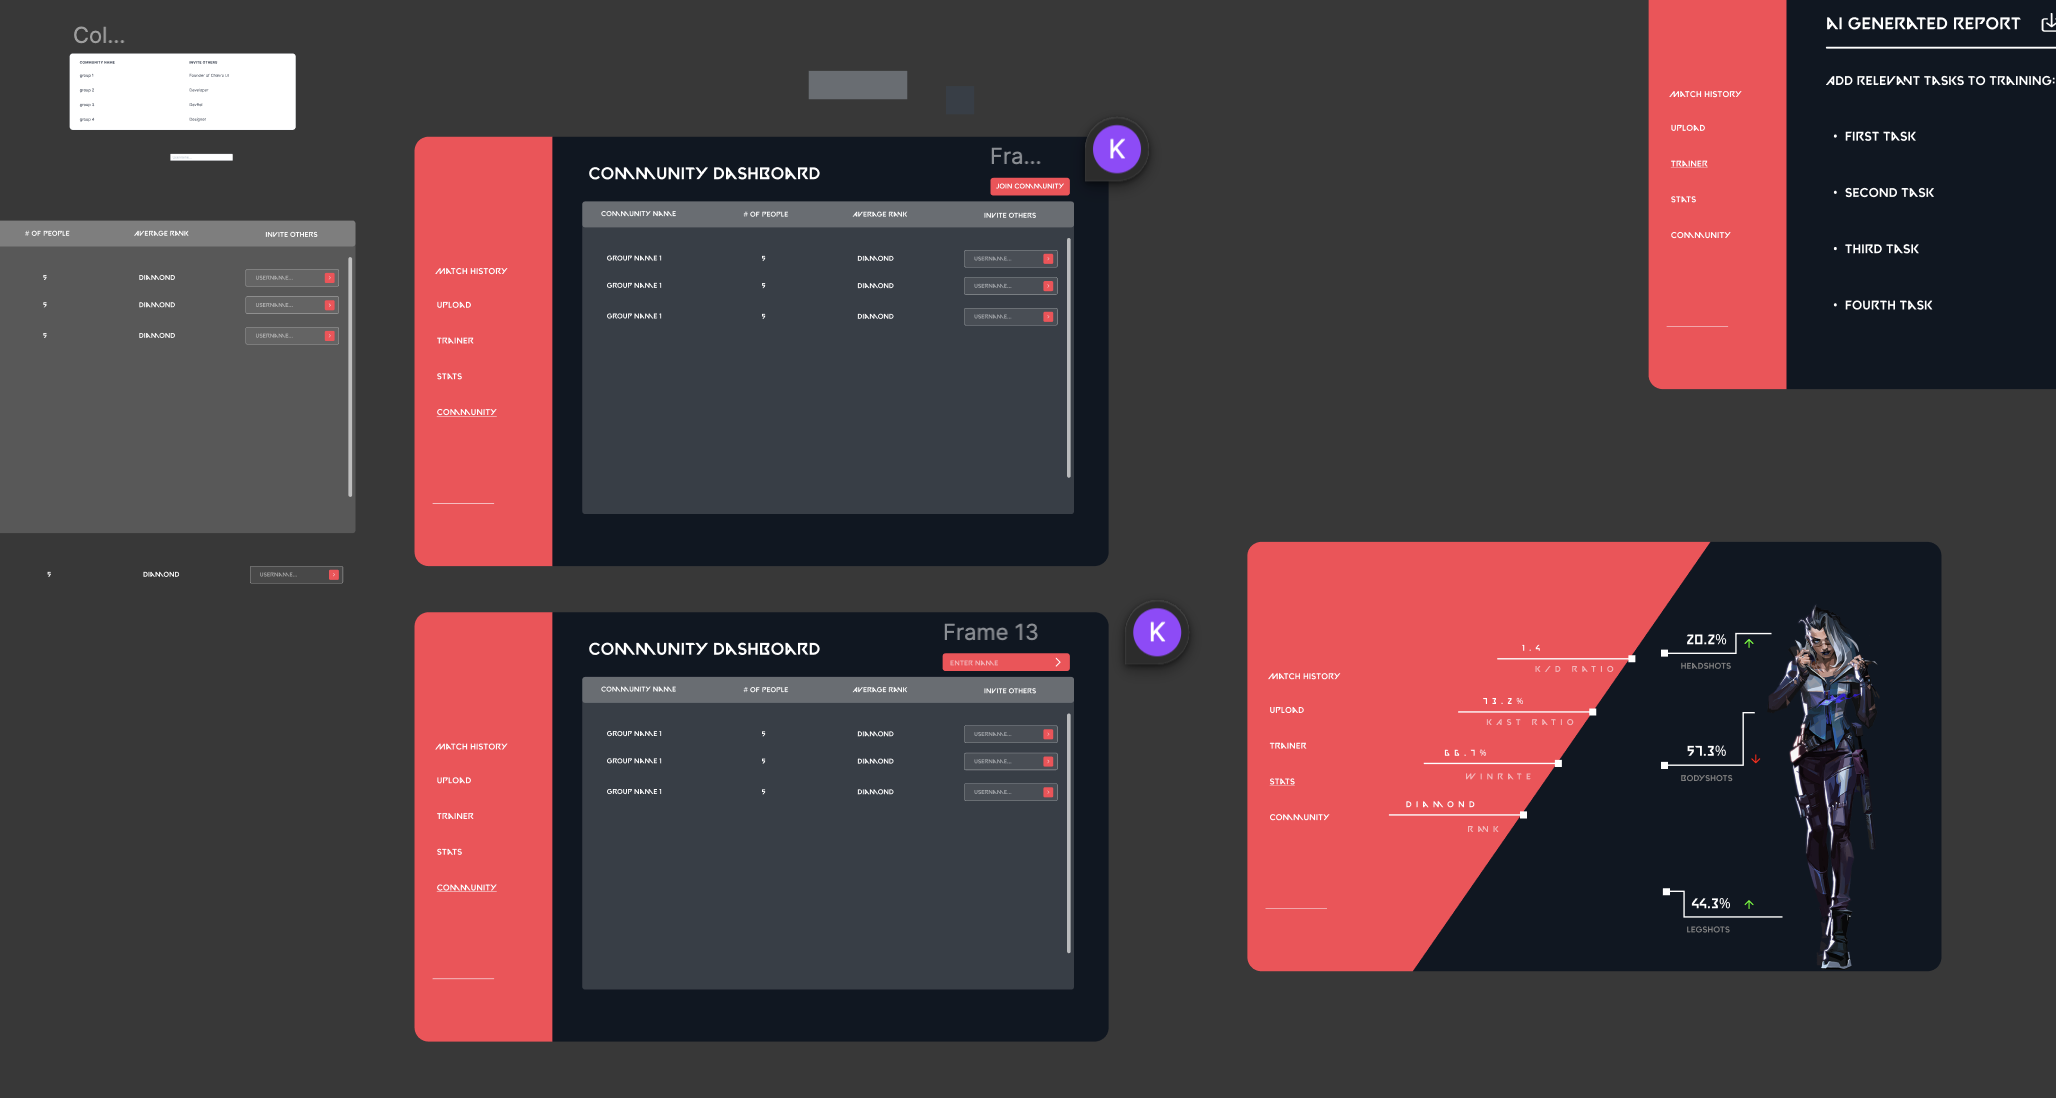 Col...
COMMUNITY NAME INVITE OTHERS
group 1 Founder of Chakra UI
group 2 Developer
group 3 DevRel
group 4 Designer
# OF PEOPLE AVERAGE RANK INVITE OTHERS
5 DIAMOND USERNAME...
5 DIAMOND USERNAME...
5 DIAMOND USERNAME...
5 DIAMOND USERNAME...
Fra...
K
COMMUNITY DASHBOARD
JOIN COMMUNITY
COMMUNITY NAME # OF PEOPLE AVERAGE RANK INVITE OTHERS
GROUP NAME 1 5 DIAMOND USERNAME...
GROUP NAME 1 5 DIAMOND USERNAME...
GROUP NAME 1 5 DIAMOND USERNAME...
MATCH HISTORY
UPLOAD
TRAINER
STATS
COMMUNITY
Frame 13
K
COMMUNITY DASHBOARD
ENTER NAME
COMMUNITY NAME # OF PEOPLE AVERAGE RANK INVITE OTHERS
GROUP NAME 1 5 DIAMOND USERNAME...
GROUP NAME 1 5 DIAMOND USERNAME...
GROUP NAME 1 5 DIAMOND USERNAME...
MATCH HISTORY
UPLOAD
TRAINER
STATS
COMMUNITY
AI GENERATED REPORT
ADD RELEVANT TASKS TO TRAINING:
• FIRST TASK
• SECOND TASK
• THIRD TASK
• FOURTH TASK
MATCH HISTORY
UPLOAD
TRAINER
STATS
COMMUNITY
MATCH HISTORY
UPLOAD
TRAINER
STATS
COMMUNITY
1.4
K/D RATIO
73.2%
KAST RATIO
66.7%
WINRATE
DIAMOND
RANK
20.2%
HEADSHOTS
57.3%
BODYSHOTS
44.3%
LEGSHOTS